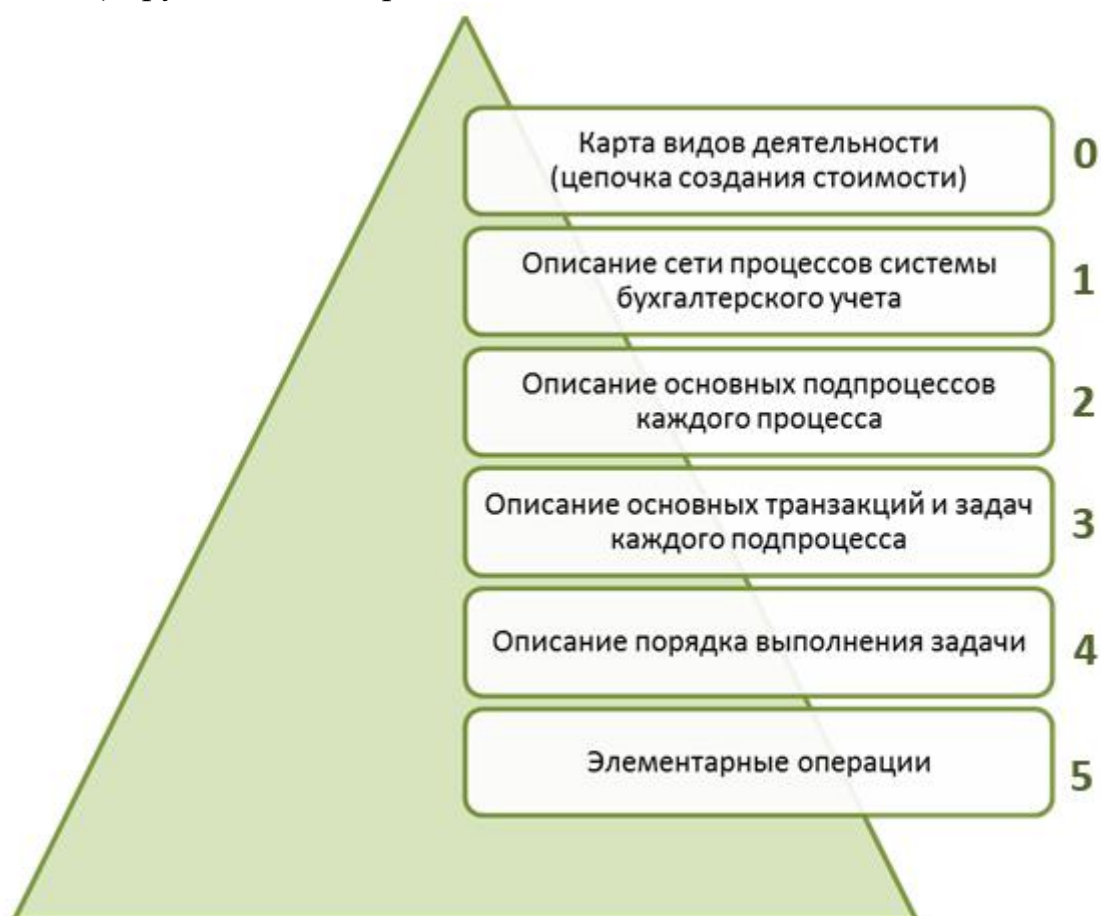 Карта видов деятельности
(цепочка создания стоимости)
0
Описание сети процессов системы
бухгалтерского учета
1
Описание основных подпроцессов
каждого процесса
2
Описание основных транзакций и задач
каждого подпроцесса
3
Описание порядка выполнения задачи
4
Элементарные операции
5